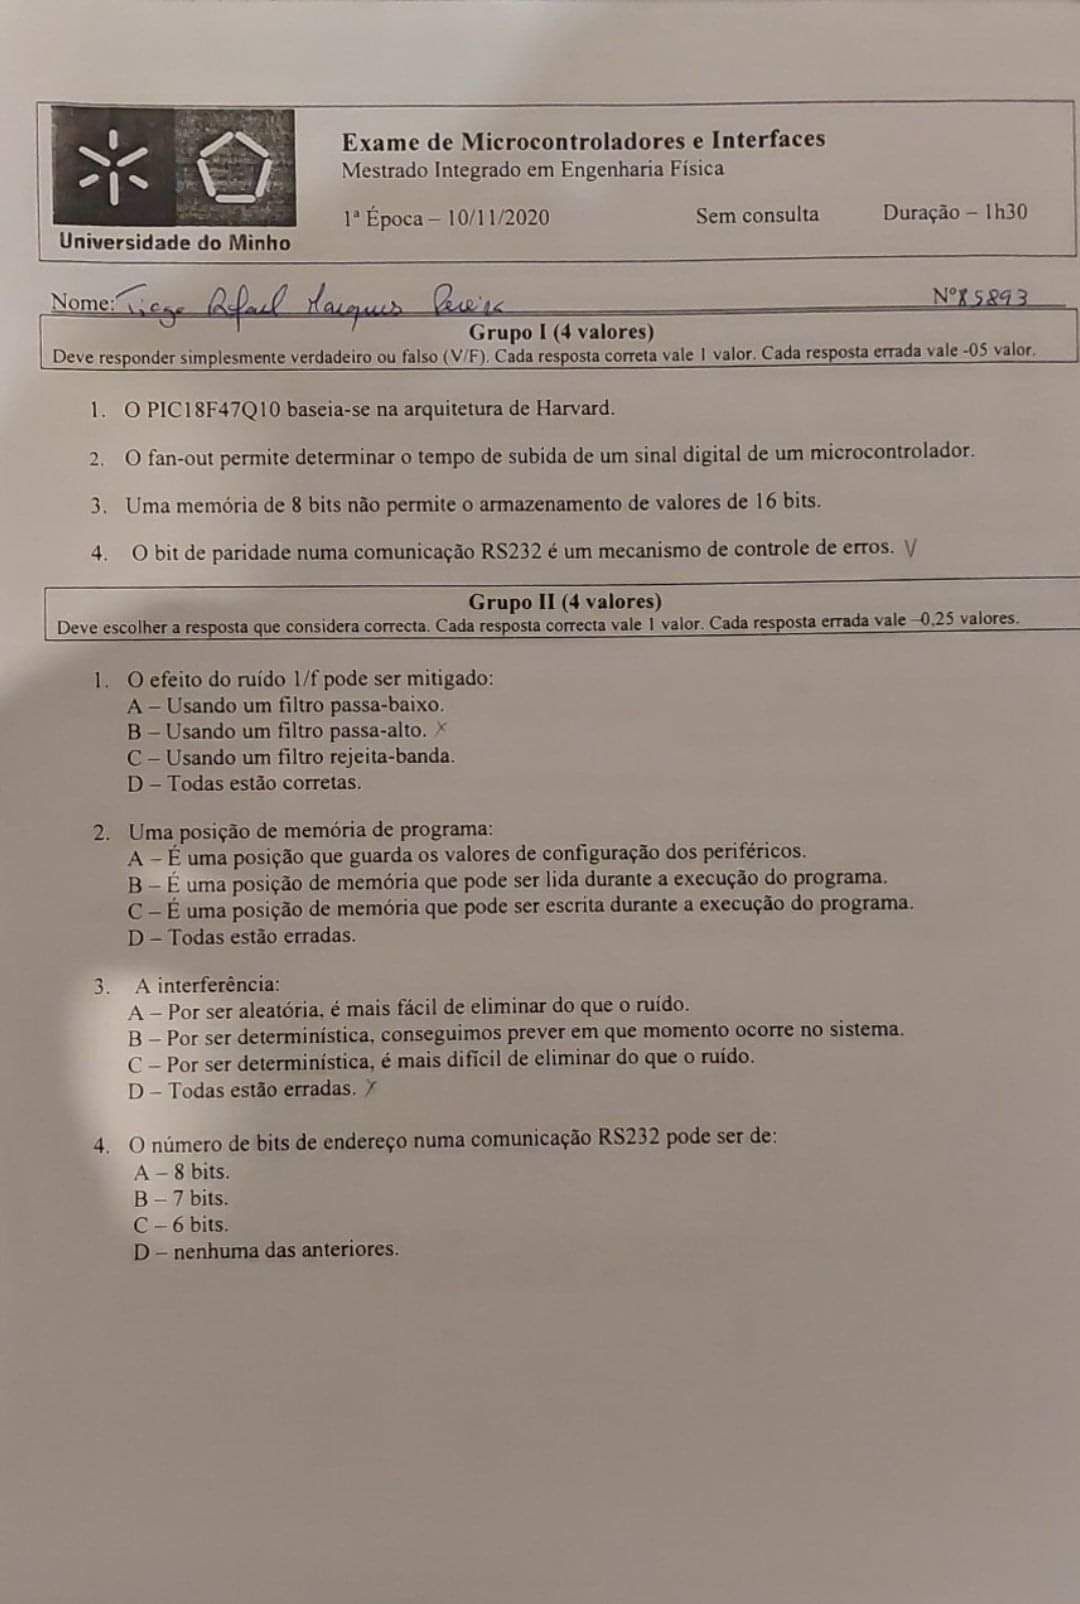 Exame de Microcontroladores e Interfaces
Mestrado Integrado em Engenharia Física
1ª Época – 10/11/2020 Sem consulta Duração – 1h30
Universidade do Minho
Nome: Tiago Rafael Marques Pereira Nº 85893
Grupo I (4 valores)
Deve responder simplesmente verdadeiro ou falso (V/F). Cada resposta correta vale 1 valor. Cada resposta errada vale -05 valor.
1. O PIC18F47Q10 baseia-se na arquitetura de Harvard.
2. O fan-out permite determinar o tempo de subida de um sinal digital de um microcontrolador.
3. Uma memória de 8 bits não permite o armazenamento de valores de 16 bits.
4. O bit de paridade numa comunicação RS232 é um mecanismo de controle de erros. V
Grupo II (4 valores)
Deve escolher a resposta que considera correcta. Cada resposta correcta vale 1 valor. Cada resposta errada vale –0,25 valores.
1. O efeito do ruído 1/f pode ser mitigado:
A – Usando um filtro passa-baixo.
B – Usando um filtro passa-alto. X
C – Usando um filtro rejeita-banda.
D – Todas estão corretas.
2. Uma posição de memória de programa:
A – É uma posição que guarda os valores de configuração dos periféricos.
B – É uma posição de memória que pode ser lida durante a execução do programa.
C – É uma posição de memória que pode ser escrita durante a execução do programa.
D – Todas estão erradas.
3. A interferência:
A – Por ser aleatória, é mais fácil de eliminar do que o ruído.
B – Por ser determinística, conseguimos prever em que momento ocorre no sistema.
C – Por ser determinística, é mais difícil de eliminar do que o ruído.
D – Todas estão erradas. X
4. O número de bits de endereço numa comunicação RS232 pode ser de:
A – 8 bits.
B – 7 bits.
C – 6 bits.
D – nenhuma das anteriores.